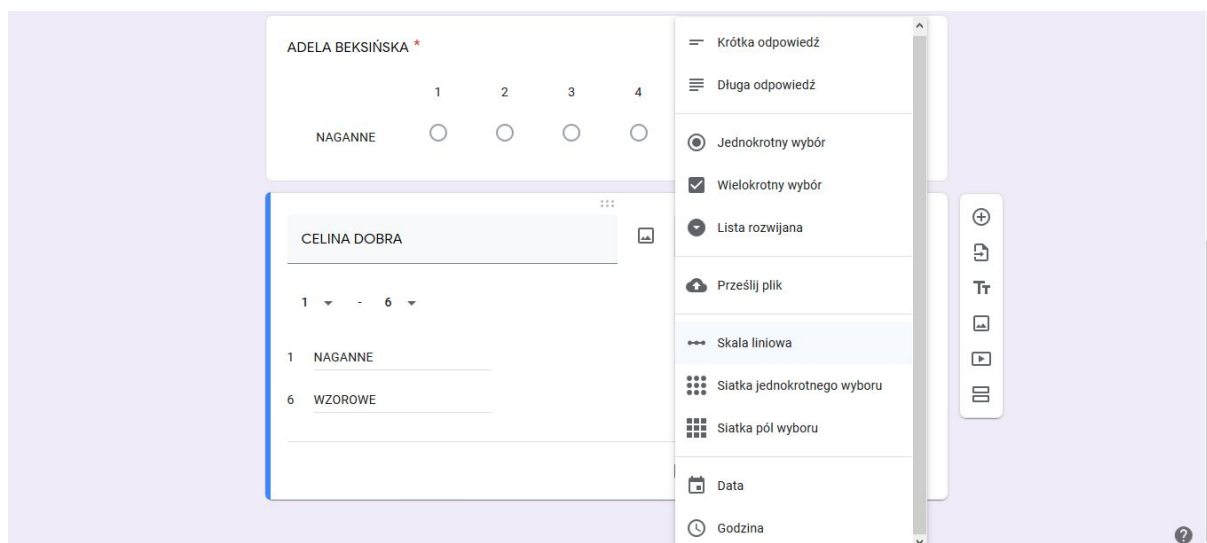 ADELA BEKSIŃSKA *
1 2 3 4
NAGANNE
CELINA DOBRA
1 - 6
1 NAGANNE
6 WZOROWE
Krótka odpowiedź
Długa odpowiedź
Jednokrotny wybór
Wielokrotny wybór
Lista rozwijana
Prześlij plik
Skala liniowa
Siatka jednokrotnego wyboru
Siatka pól wyboru
Data
Godzina
Tт
?